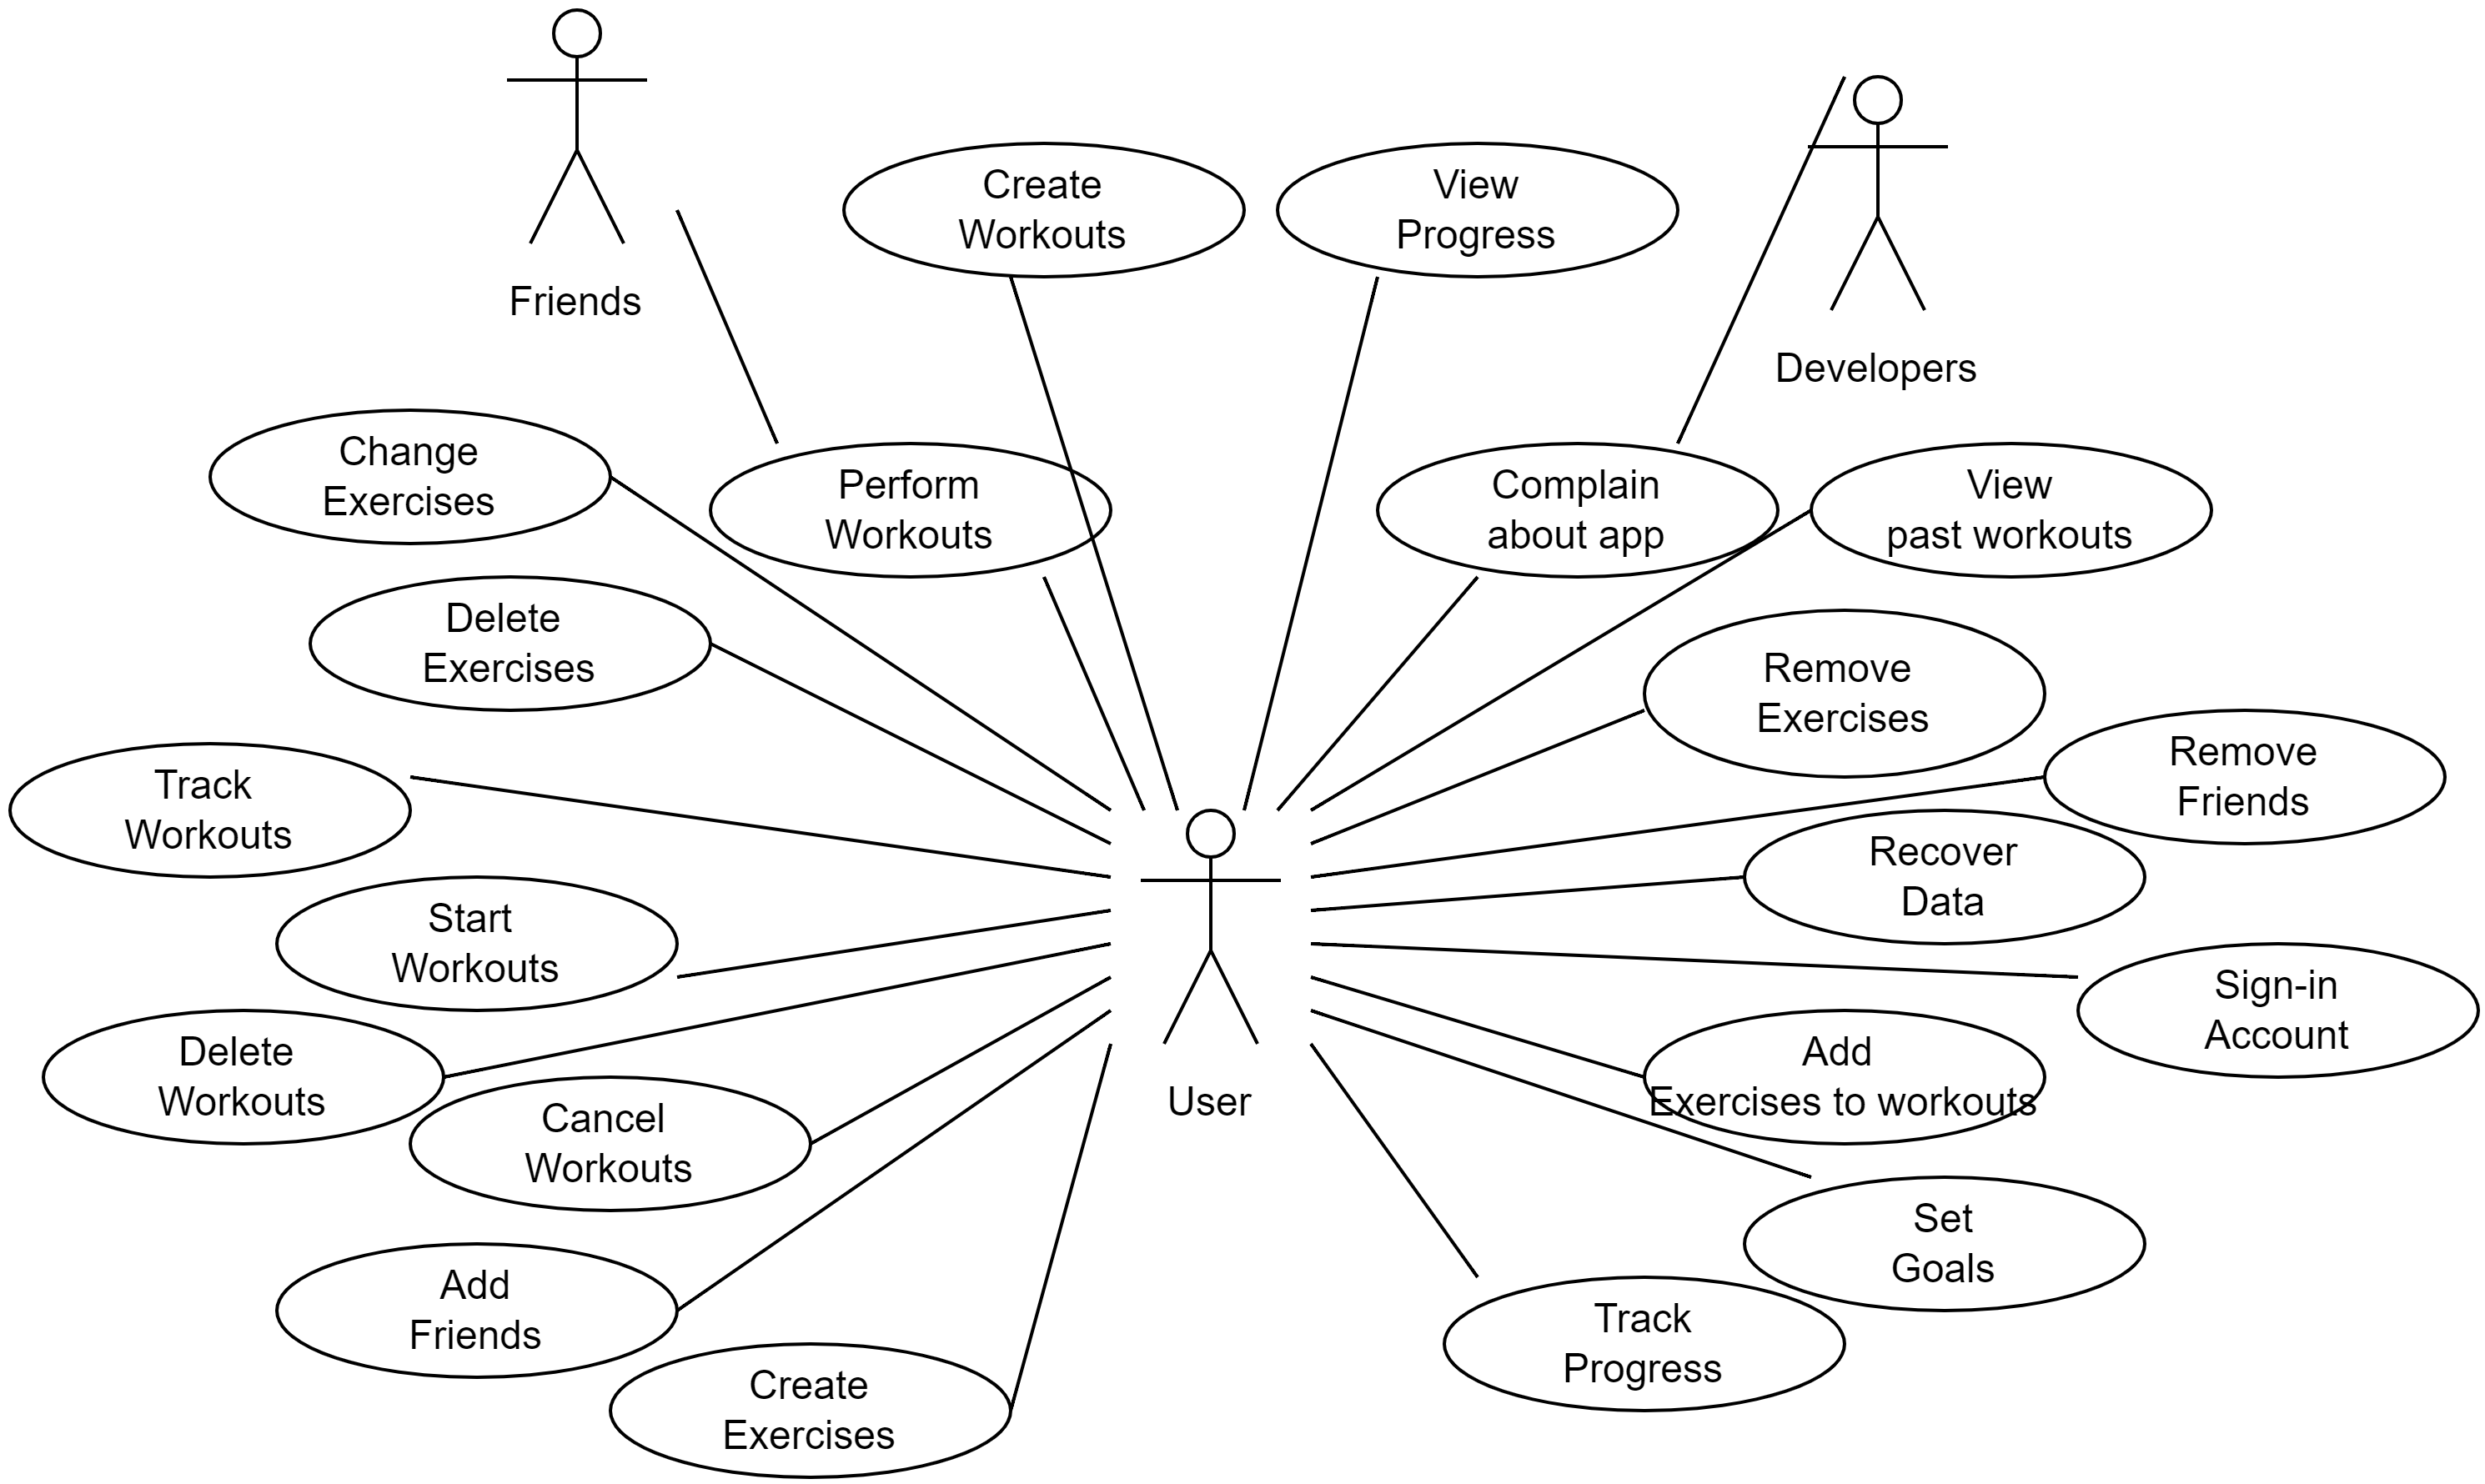 Friends
Create
Workouts
View
Progress
Developers
Change
Exercises
Perform
Workouts
Complain
about app
View
past workouts
Delete
Exercises
Remove
Exercises
Track
Workouts
Remove
Friends
Recover
Data
Start
Workouts
Sign-in
Account
Delete
Workouts
User
Add
Exercises to workouts
Cancel
Workouts
Set
Goals
Add
Friends
Track
Progress
Create
Exercises